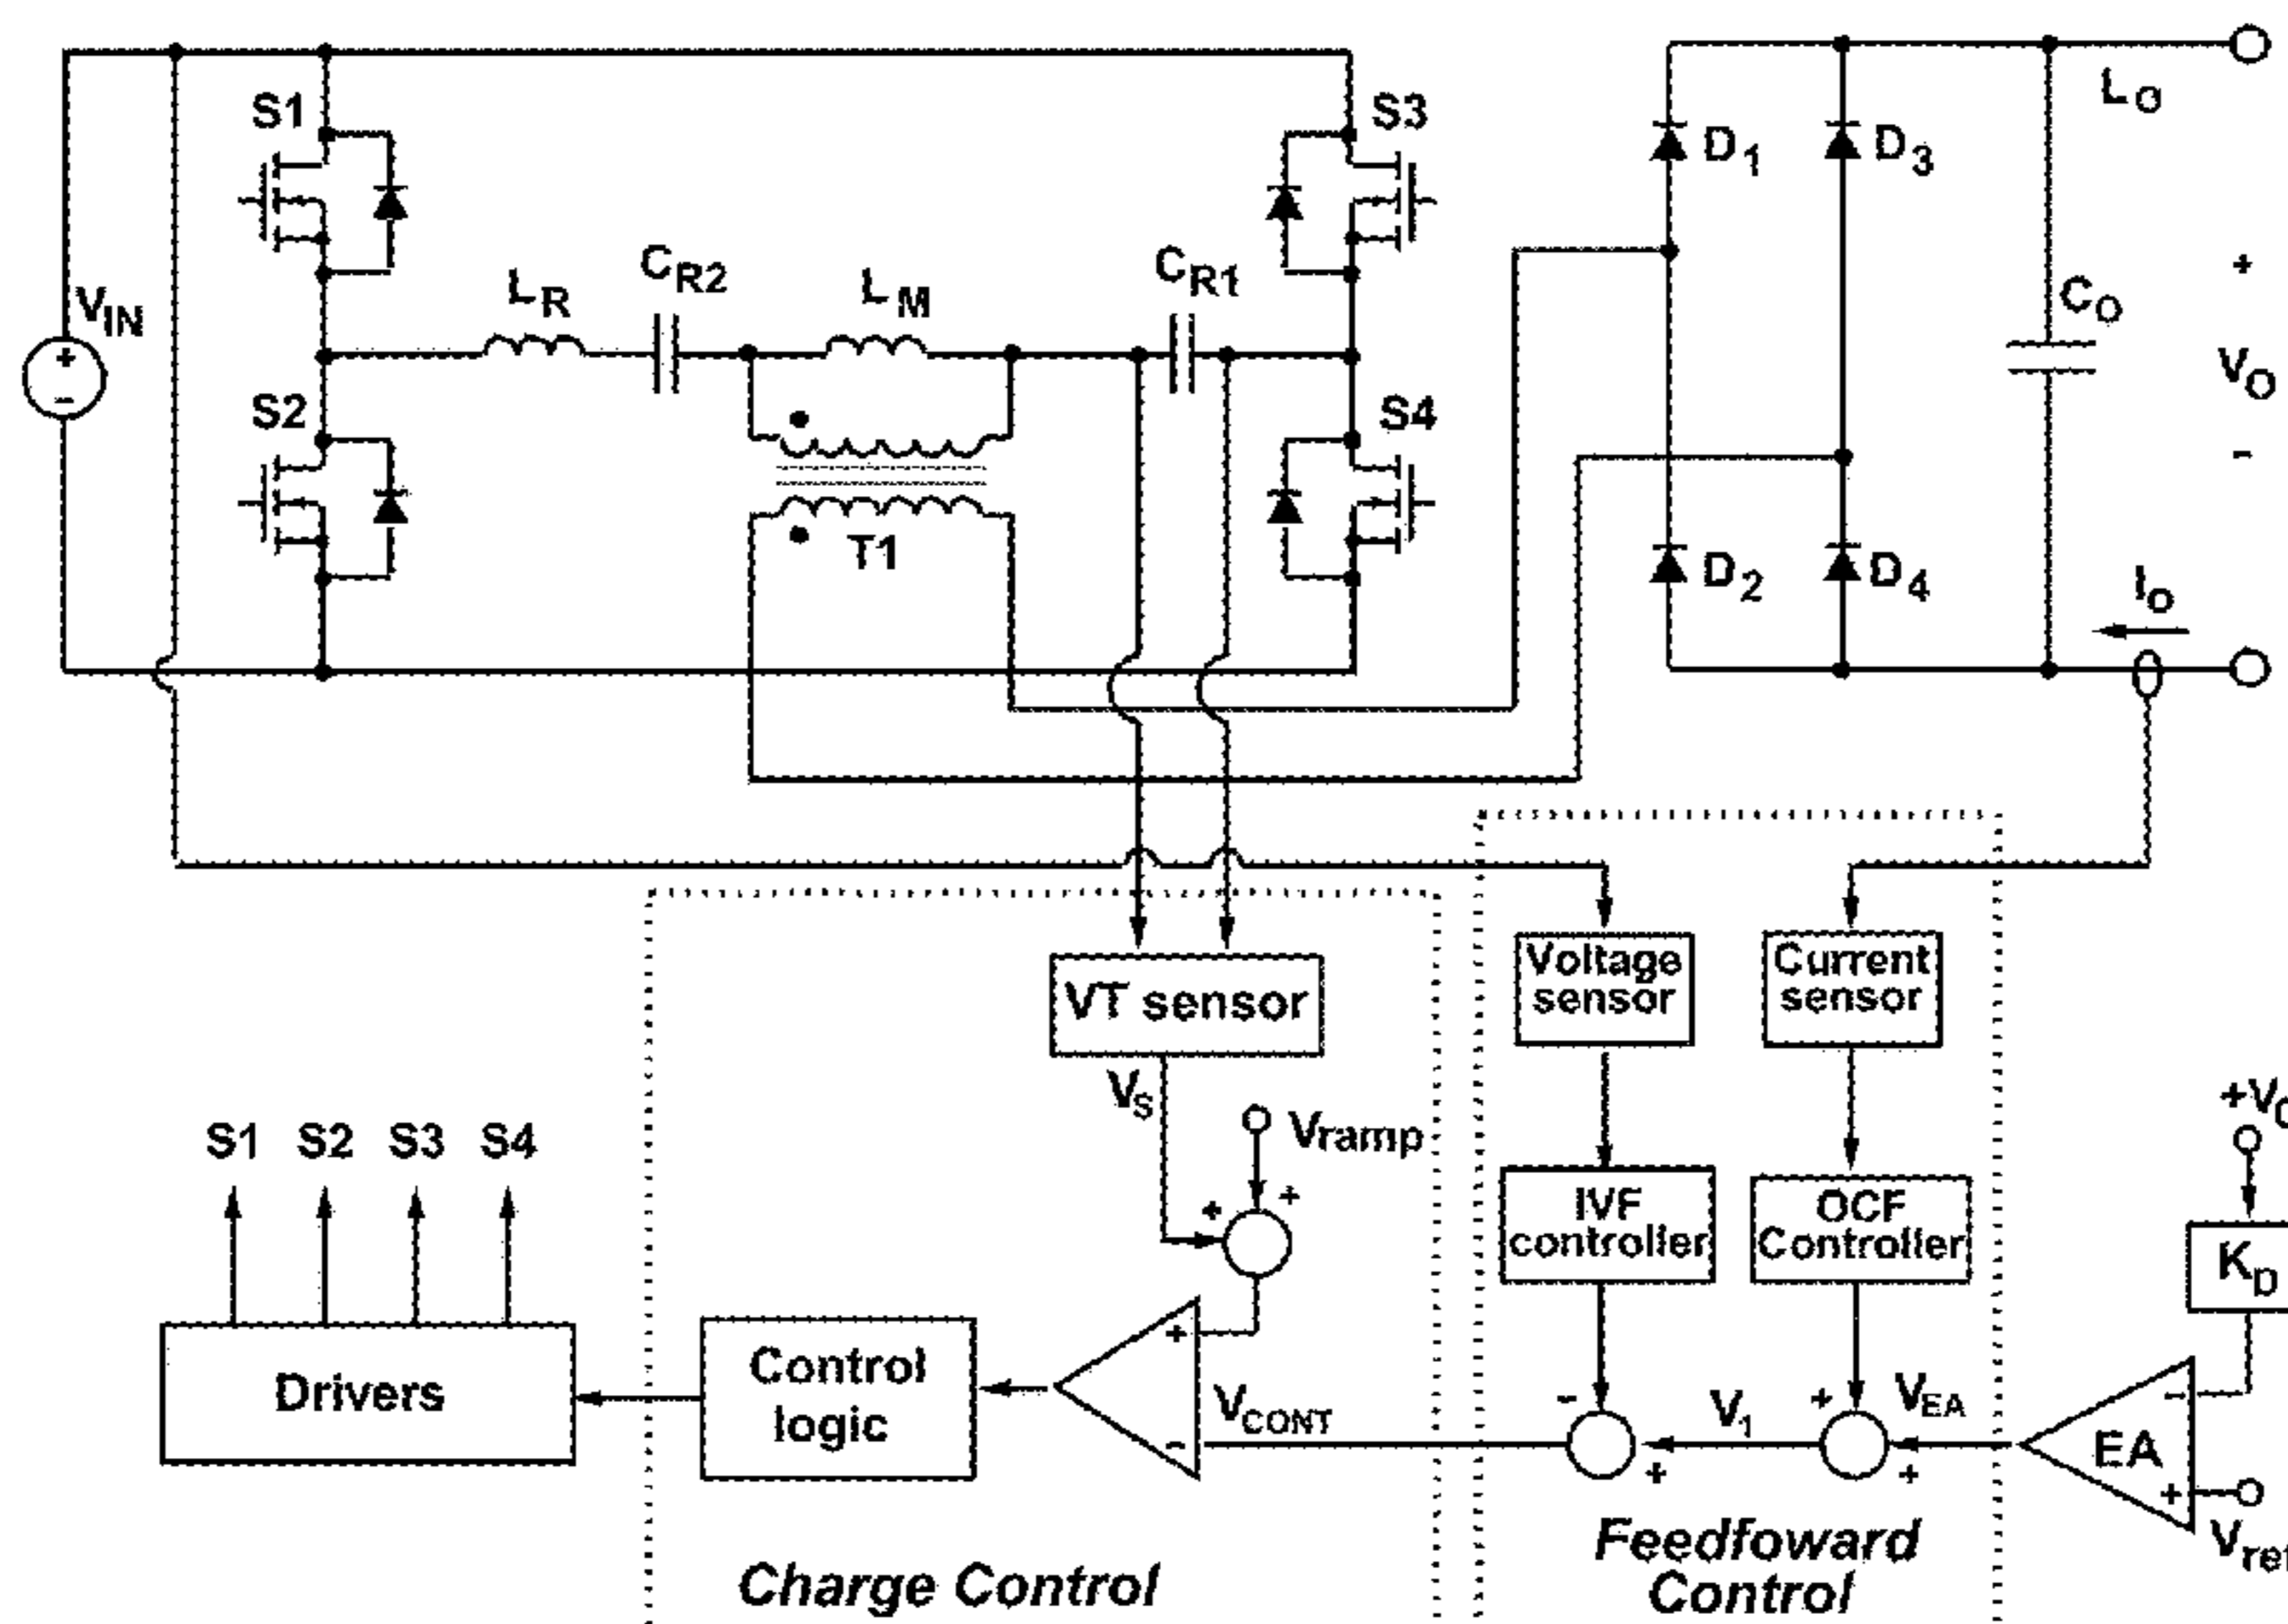 S1
S3
L O
D1
D3
VIN
LR
CR2
LM
CR1
CO
+
VO
-
+
-
S2
S4
T1
D2
D4
Io
Voltage
sensor
Current
sensor
VT sensor
VS
Vramp
+
+
S1 S2 S3 S4
IVF
controller
OCF
Controller
KD
Drivers
Control
logic
+
-
VCONT
-
+
V1
+
+
VEA
EA
-
+
Charge Control
Feedfoward
Control